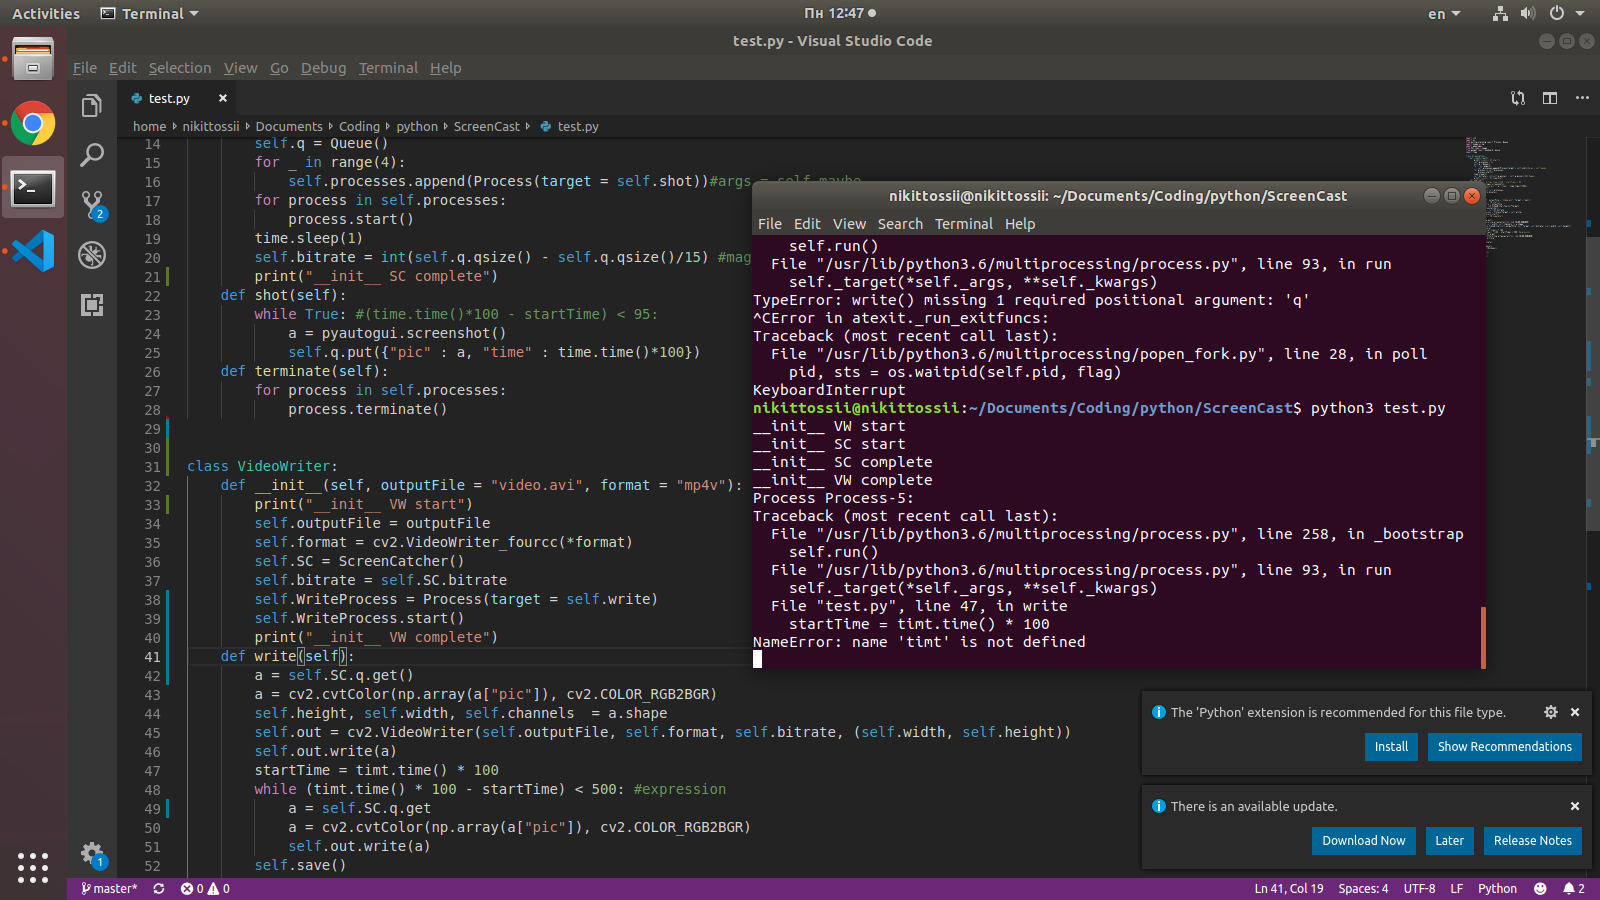 Activities Terminal Пн 12:47 en
test.py - Visual Studio Code
File Edit Selection View Go Debug Terminal Help
test.py
home nikittossii Documents Coding python ScreenCast test.py
14 self.q = Queue()
15 for _ in range(4):
16 self.processes.append(Process(target = self.shot))#args = self maybe
17 for process in self.processes:
18 process.start()
19 time.sleep(1)
20 self.bitrate = int(self.q.qsize() - self.q.qsize()/15) #mag
21 print("__init__ SC complete")
22 def shot(self):
23 while True: #(time.time()*100 - startTime) < 95:
24 a = pyautogui.screenshot()
25 self.q.put({"pic" : a, "time" : time.time()*100})
26 def terminate(self):
27 for process in self.processes:
28 process.terminate()
29
30
31 class VideoWriter:
32 def __init__(self, outputFile = "video.avi", format = "mp4v"):
33 print("__init__ VW start")
34 self.outputFile = outputFile
35 self.format = cv2.VideoWriter_fourcc(*format)
36 self.SC = ScreenCatcher()
37 self.bitrate = self.SC.bitrate
38 self.WriteProcess = Process(target = self.write)
39 self.WriteProcess.start()
40 print("__init__ VW complete")
41 def write(self):
42 a = self.SC.q.get()
43 a = cv2.cvtColor(np.array(a["pic"]), cv2.COLOR_RGB2BGR)
44 self.height, self.width, self.channels = a.shape
45 self.out = cv2.VideoWriter(self.outputFile, self.format, self.bitrate, (self.width, self.height))
46 self.out.write(a)
47 startTime = timt.time() * 100
48 while (timt.time() * 100 - startTime) < 500: #expression
49 a = self.SC.q.get
50 a = cv2.cvtColor(np.array(a["pic"]), cv2.COLOR_RGB2BGR)
51 self.out.write(a)
52 self.save()
nikittossii@nikittossii: ~/Documents/Coding/python/ScreenCast
File Edit View Search Terminal Help
self.run()
File "/usr/lib/python3.6/multiprocessing/process.py", line 93, in run
self._target(*self._args, **self._kwargs)
TypeError: write() missing 1 required positional argument: 'q'
^CError in atexit._run_exitfuncs:
Traceback (most recent call last):
File "/usr/lib/python3.6/multiprocessing/popen_fork.py", line 28, in poll
pid, sts = os.waitpid(self.pid, flag)
KeyboardInterrupt
nikittossii@nikittossii:~/Documents/Coding/python/ScreenCast$ python3 test.py
__init__ VW start
__init__ SC start
__init__ SC complete
__init__ VW complete
Process Process-5:
Traceback (most recent call last):
File "/usr/lib/python3.6/multiprocessing/process.py", line 258, in _bootstrap
self.run()
File "/usr/lib/python3.6/multiprocessing/process.py", line 93, in run
self._target(*self._args, **self._kwargs)
File "test.py", line 47, in write
startTime = timt.time() * 100
NameError: name 'timt' is not defined
The 'Python' extension is recommended for this file type.
Install Show Recommendations
There is an available update.
Download Now Later Release Notes
2
1
master* 0 0 Ln 41, Col 19 Spaces: 4 UTF-8 LF Python 2